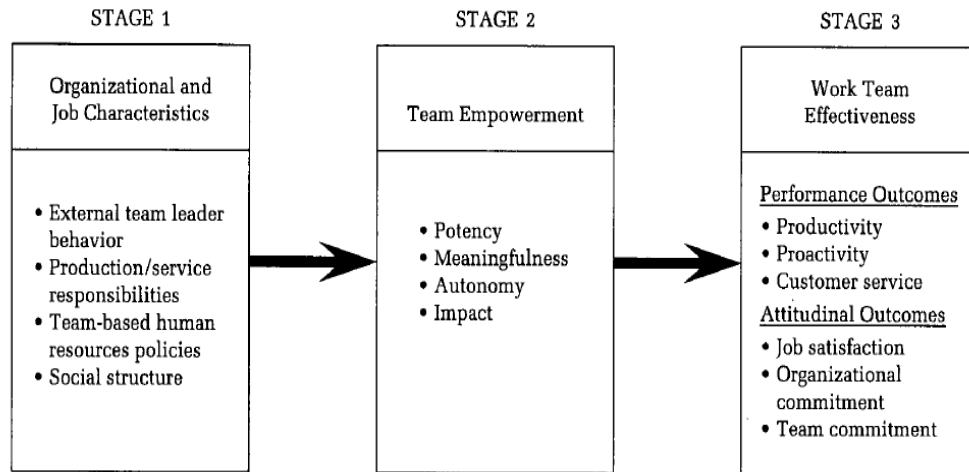 STAGE 1
Organizational and
Job Characteristics
• External team leader
behavior
• Production/service
responsibilities
• Team-based human
resources policies
• Social structure
STAGE 2
Team Empowerment
• Potency
• Meaningfulness
• Autonomy
• Impact
STAGE 3
Work Team
Effectiveness
Performance Outcomes
• Productivity
• Proactivity
• Customer service
Attitudinal Outcomes
• Job satisfaction
• Organizational
commitment
• Team commitment